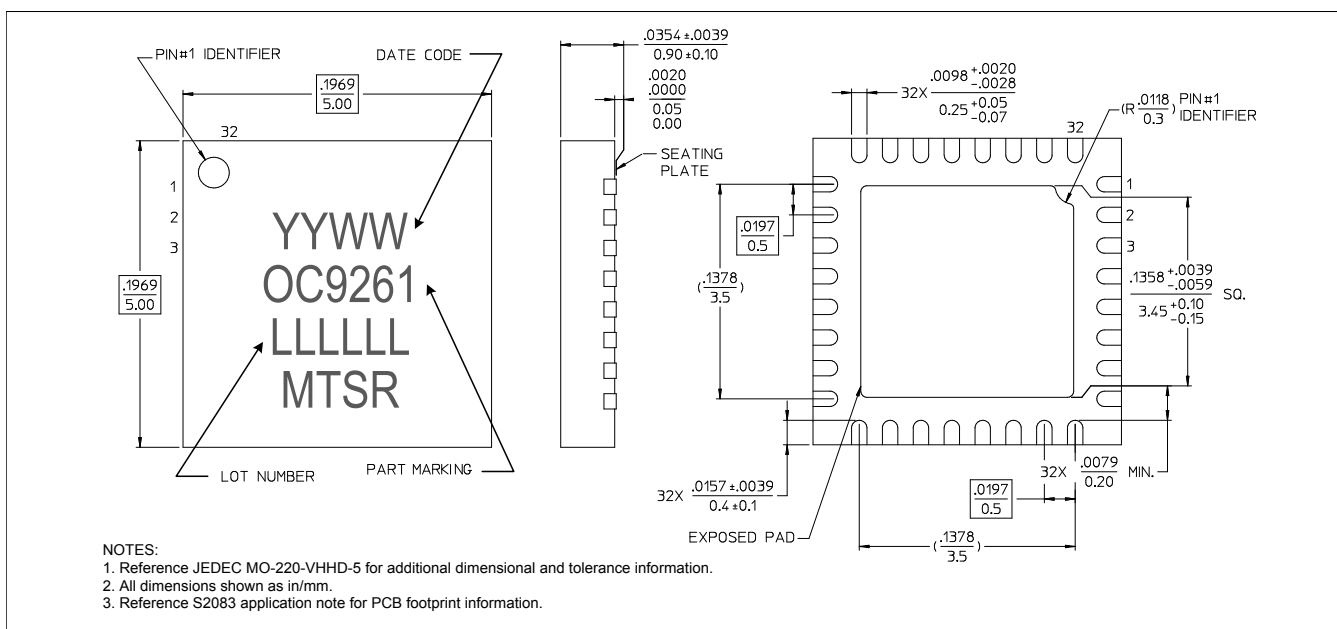 PIN#1 IDENTIFIER
DATE CODE
.1969
5.00
32
.1969
5.00
1
2
3
YYWW
OC9261
LLLLLL
MTSR
LOT NUMBER
PART MARKING
.0354 ±.0039
0.90 ±0.10
.0020
.0000
0.05
0.00
SEATING
PLATE
32X .0098 +.0020 -.0028
0.25 +0.05 -0.07
32
(R .0118 / 0.3) PIN#1
IDENTIFIER
1
2
3
.0197
0.5
(.1378 / 3.5)
.1358 +.0039 -.0059
3.45 +0.10 -0.15
SQ.
32X .0157 ±.0039
0.4 ±0.1
32X .0079 MIN.
0.20
.0197
0.5
EXPOSED PAD
(.1378 / 3.5)
NOTES:
1. Reference JEDEC MO-220-VHHD-5 for additional dimensional and tolerance information.
2. All dimensions shown as in/mm.
3. Reference S2083 application note for PCB footprint information.